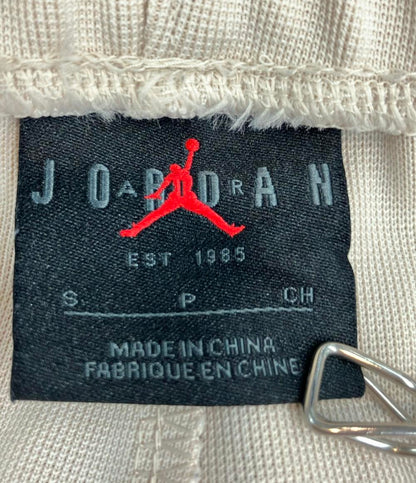 JORDAN
AIR
EST 1985
S. P CH
MADE IN CHINA
FABRIQUE EN CHINE